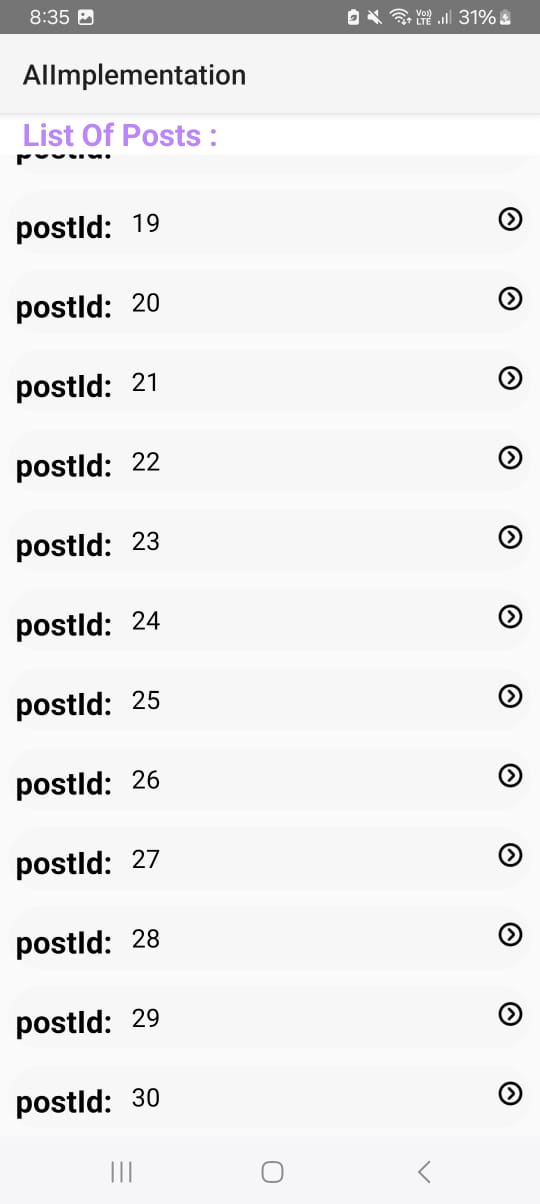 8:35 Vo)) LTE 31%
AIImplementation
List Of Posts :
postId:
postId: 19
postId: 20
postId: 21
postId: 22
postId: 23
postId: 24
postId: 25
postId: 26
postId: 27
postId: 28
postId: 29
postId: 30